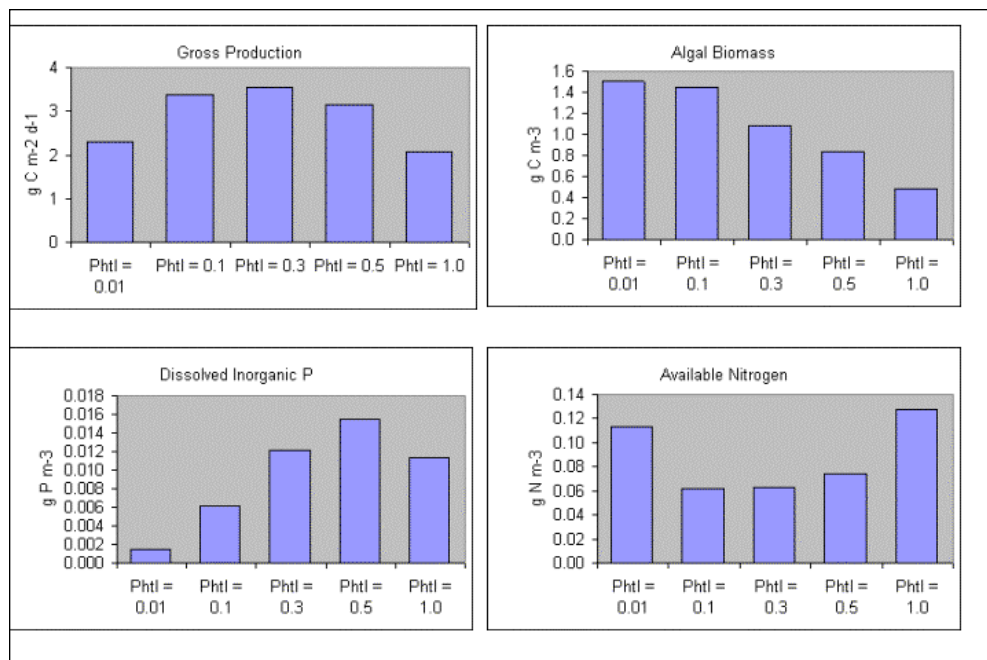 Gross Production
g C m-2 d-1
4
3
2
1
0
Phtl = 0.01
Phtl = 0.1
Phtl = 0.3
Phtl = 0.5
Phtl = 1.0
Algal Biomass
g C m-3
1.6
1.4
1.2
1.0
0.8
0.6
0.4
0.2
0.0
Phtl = 0.01
Phtl = 0.1
Phtl = 0.3
Phtl = 0.5
Phtl = 1.0
Dissolved Inorganic P
g P m-3
0.018
0.016
0.014
0.012
0.010
0.008
0.006
0.004
0.002
0.000
Phtl = 0.01
Phtl = 0.1
Phtl = 0.3
Phtl = 0.5
Phtl = 1.0
Available Nitrogen
g N m-3
0.14
0.12
0.10
0.08
0.06
0.04
0.02
0.00
Phtl = 0.01
Phtl = 0.1
Phtl = 0.3
Phtl = 0.5
Phtl = 1.0